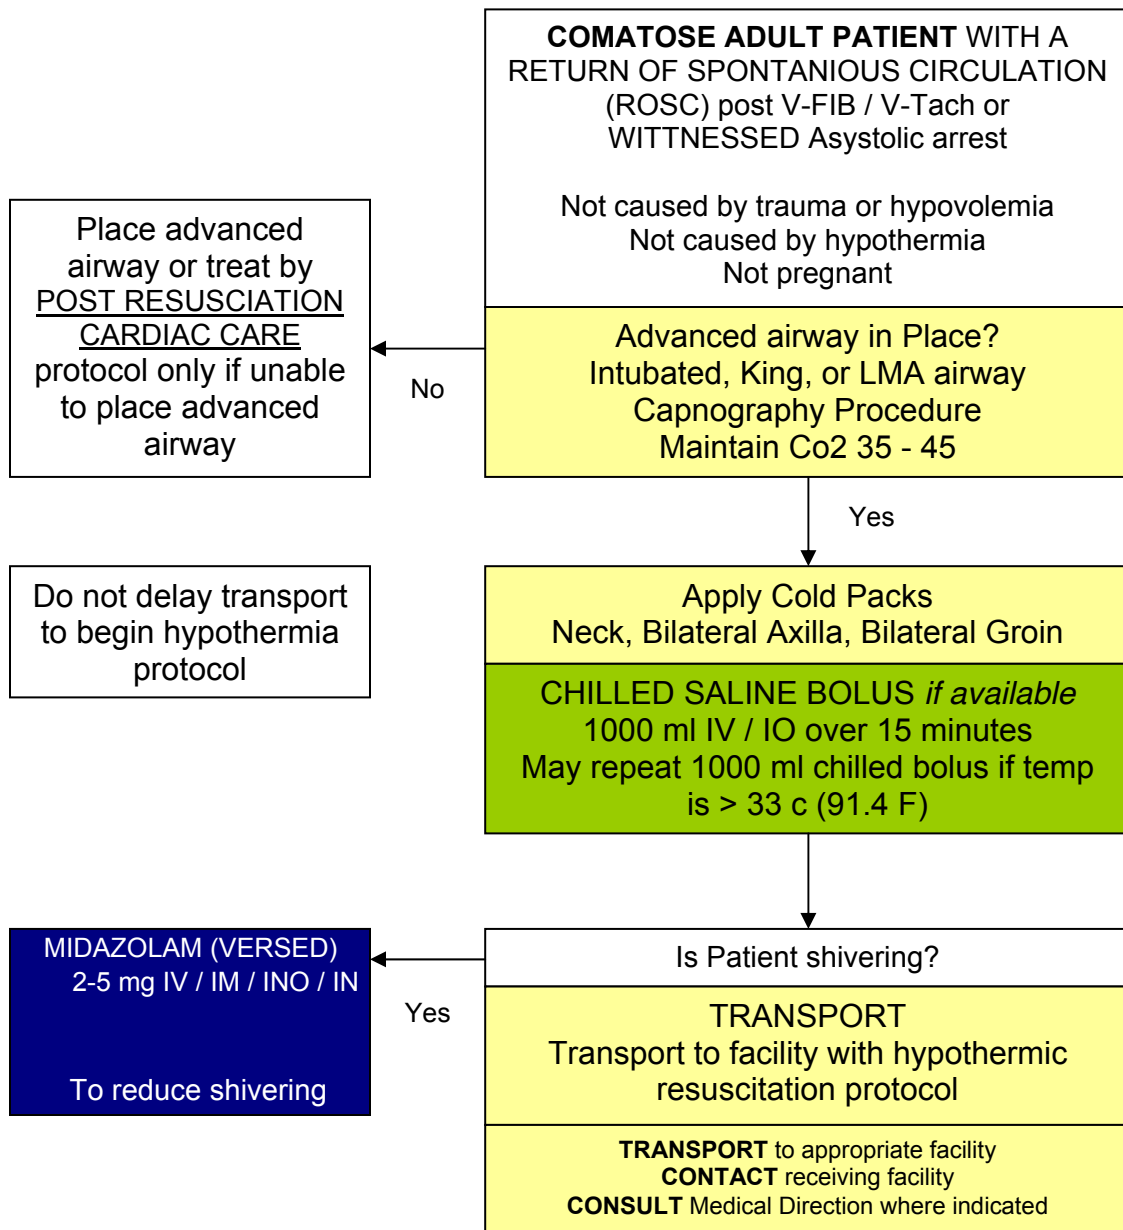 COMATOSE ADULT PATIENT WITH A
RETURN OF SPONTANIOUS CIRCULATION
(ROSC) post V-FIB / V-Tach or
WITTNESSED Asystolic arrest
Not caused by trauma or hypovolemia
Not caused by hypothermia
Not pregnant
Place advanced
airway or treat by
POST RESUSCIATION
CARDIAC CARE
protocol only if unable
to place advanced
airway
No
Advanced airway in Place?
Intubated, King, or LMA airway
Capnography Procedure
Maintain Co2 35 - 45
Yes
Do not delay transport
to begin hypothermia
protocol
Apply Cold Packs
Neck, Bilateral Axilla, Bilateral Groin
CHILLED SALINE BOLUS if available
1000 ml IV / IO over 15 minutes
May repeat 1000 ml chilled bolus if temp
is > 33 c (91.4 F)
MIDAZOLAM (VERSED)
2-5 mg IV / IM / INO / IN
To reduce shivering
Yes
Is Patient shivering?
TRANSPORT
Transport to facility with hypothermic
resuscitation protocol
TRANSPORT to appropriate facility
CONTACT receiving facility
CONSULT Medical Direction where indicated